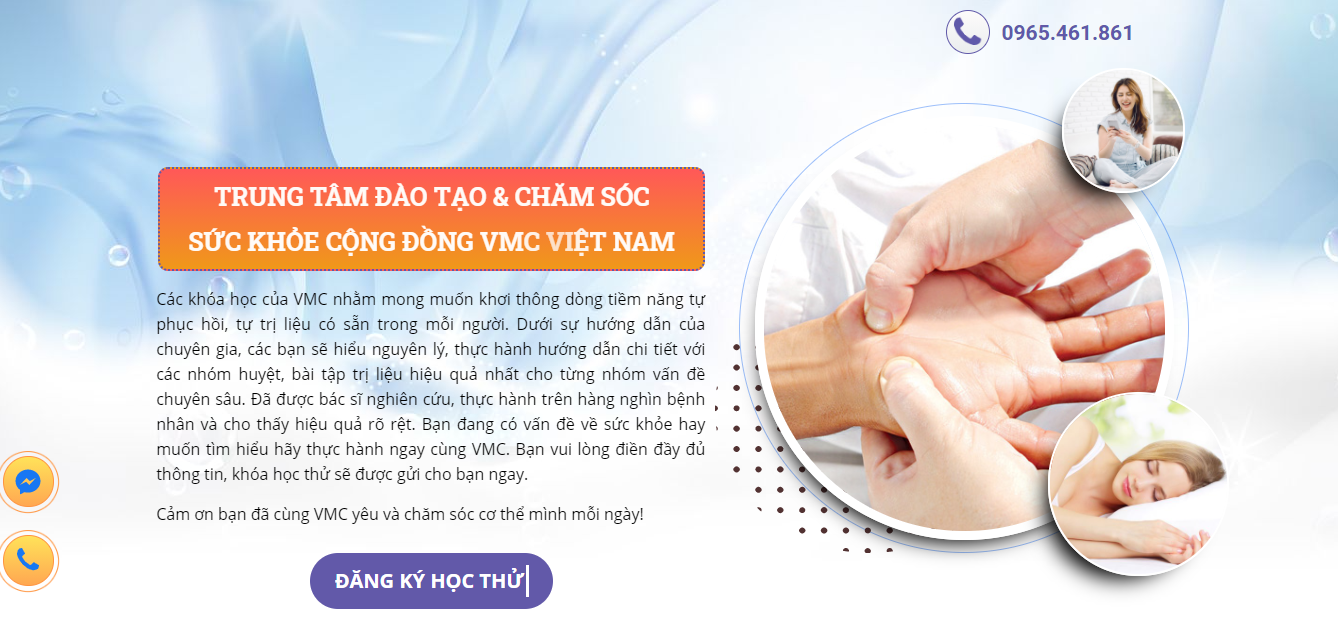 0965.461.861
TRUNG TÂM ĐÀO TẠO & CHĂM SÓC
SỨC KHỎE CỘNG ĐỒNG VMC VIỆT NAM
Các khóa học của VMC nhằm mong muốn khơi thông dòng tiềm năng tự
phục hồi, tự trị liệu có sẵn trong mỗi người. Dưới sự hướng dẫn của
chuyên gia, các bạn sẽ hiểu nguyên lý, thực hành hướng dẫn chi tiết với
các nhóm huyệt, bài tập trị liệu hiệu quả nhất cho từng nhóm vấn đề
chuyên sâu. Đã được bác sĩ nghiên cứu, thực hành trên hàng nghìn bệnh
nhân và cho thấy hiệu quả rõ rệt. Bạn đang có vấn đề về sức khỏe hay
muốn tìm hiểu hãy thực hành ngay cùng VMC. Bạn vui lòng điền đầy đủ
thông tin, khóa học thử sẽ được gửi cho bạn ngay.
Cảm ơn bạn đã cùng VMC yêu và chăm sóc cơ thể mình mỗi ngày!
ĐĂNG KÝ HỌC THỬ